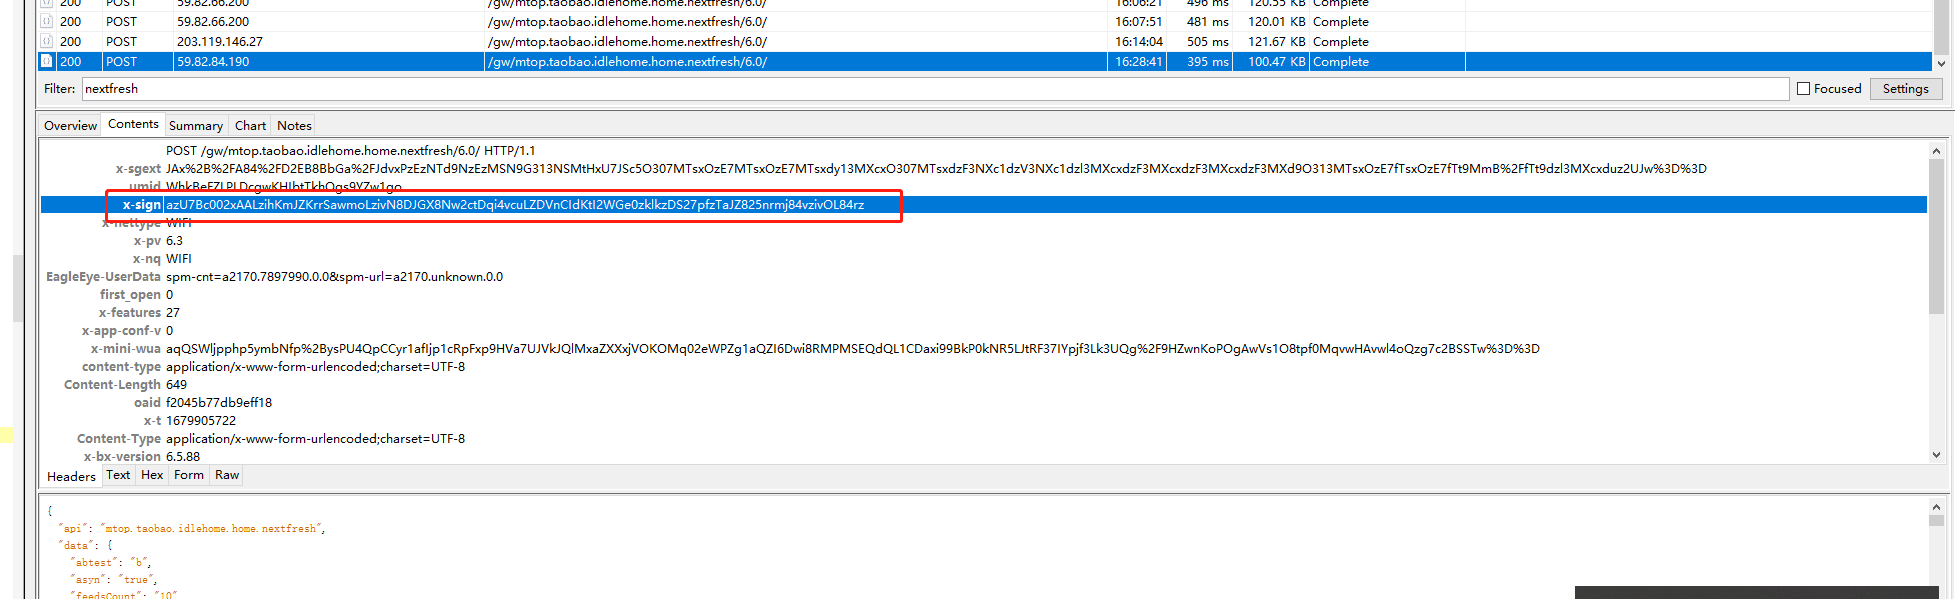 200 POST 59.82.66.200 /gw/mtop.taobao.idlehome.home.nextfresh/6.0/ 16:06:21 496 ms 120.55 KB Complete
200 POST 59.82.66.200 /gw/mtop.taobao.idlehome.home.nextfresh/6.0/ 16:07:51 481 ms 120.01 KB Complete
200 POST 203.119.146.27 /gw/mtop.taobao.idlehome.home.nextfresh/6.0/ 16:14:04 505 ms 121.67 KB Complete
200 POST 59.82.84.190 /gw/mtop.taobao.idlehome.home.nextfresh/6.0/ 16:28:41 395 ms 100.47 KB Complete
Filter: nextfresh Focused Settings
Overview Contents Summary Chart Notes
POST /gw/mtop.taobao.idlehome.home.nextfresh/6.0/ HTTP/1.1
x-sgext JAx%2B%2FA84%2FD2EB8BbGa%2FJdvxPzEzNTd9NzEzMSN9G313NSMtHxU7JSc5O307MTsxOzE7MTsxOzE7MTsxdy13MXcxO307MTsxdzF3NXc1dzV3NXc1dzl3MXcxdzF3MXcxdzF3MXcxdzF3MXd9O313MTsxOzE7fTsxOzE7fTt9MmB%2FfTt9dzl3MXcxduz2UJw%3D%3D
umid WhkBeFZLPLDcgwKHIbtTkhOgs9YZw1go
x-sign azU7Bc002xAALzihKmJZKrrSawmoLzivN8DJGX8Nw2ctDqi4vcuLZDVnCIdKtI2WGe0zklkzDS27pfzTaJZ825nrmj84vzivOL84rz
x-nettype WIFI
x-pv 6.3
x-nq WIFI
EagleEye-UserData spm-cnt=a2170.7897990.0.0&spm-url=a2170.unknown.0.0
first_open 0
x-features 27
x-app-conf-v 0
x-mini-wua aqQSWljpphp5ymbNfp%2BysPU4QpCCyr1afIjp1cRpFxp9HVa7UJVkJQlMxaZXXxjVOKOMq02eWPZg1aQZI6Dwi8RMPMSEQdQL1CDaxi99BkP0kNR5LJtRF37IYpjf3Lk3UQg%2F9HZwnKoPOgAwVs1O8tpf0MqvwHAvwl4oQzg7c2BSSTw%3D%3D
content-type application/x-www-form-urlencoded;charset=UTF-8
Content-Length 649
oaid f2045b77db9eff18
x-t 1679905722
Content-Type application/x-www-form-urlencoded;charset=UTF-8
x-bx-version 6.5.88
Headers Text Hex Form Raw
{
"api": "mtop.taobao.idlehome.home.nextfresh",
"data": {
"abtest": "b",
"asyn": "true",
"feedsCount": "10"